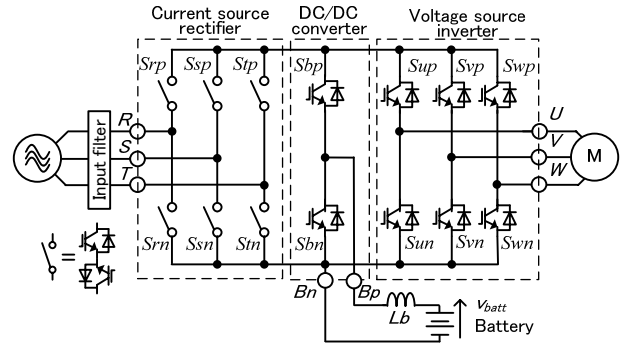 Current source
rectifier
DC/DC
converter
Voltage source
inverter
Srp Ssp Stp Sbp Sup Svp Swp
Input filter
R
S
T
U
V
W
M
Srn Ssn Stn Sbn Sun Svn Swn
=
Bn Bp
Lb
vbatt
Battery